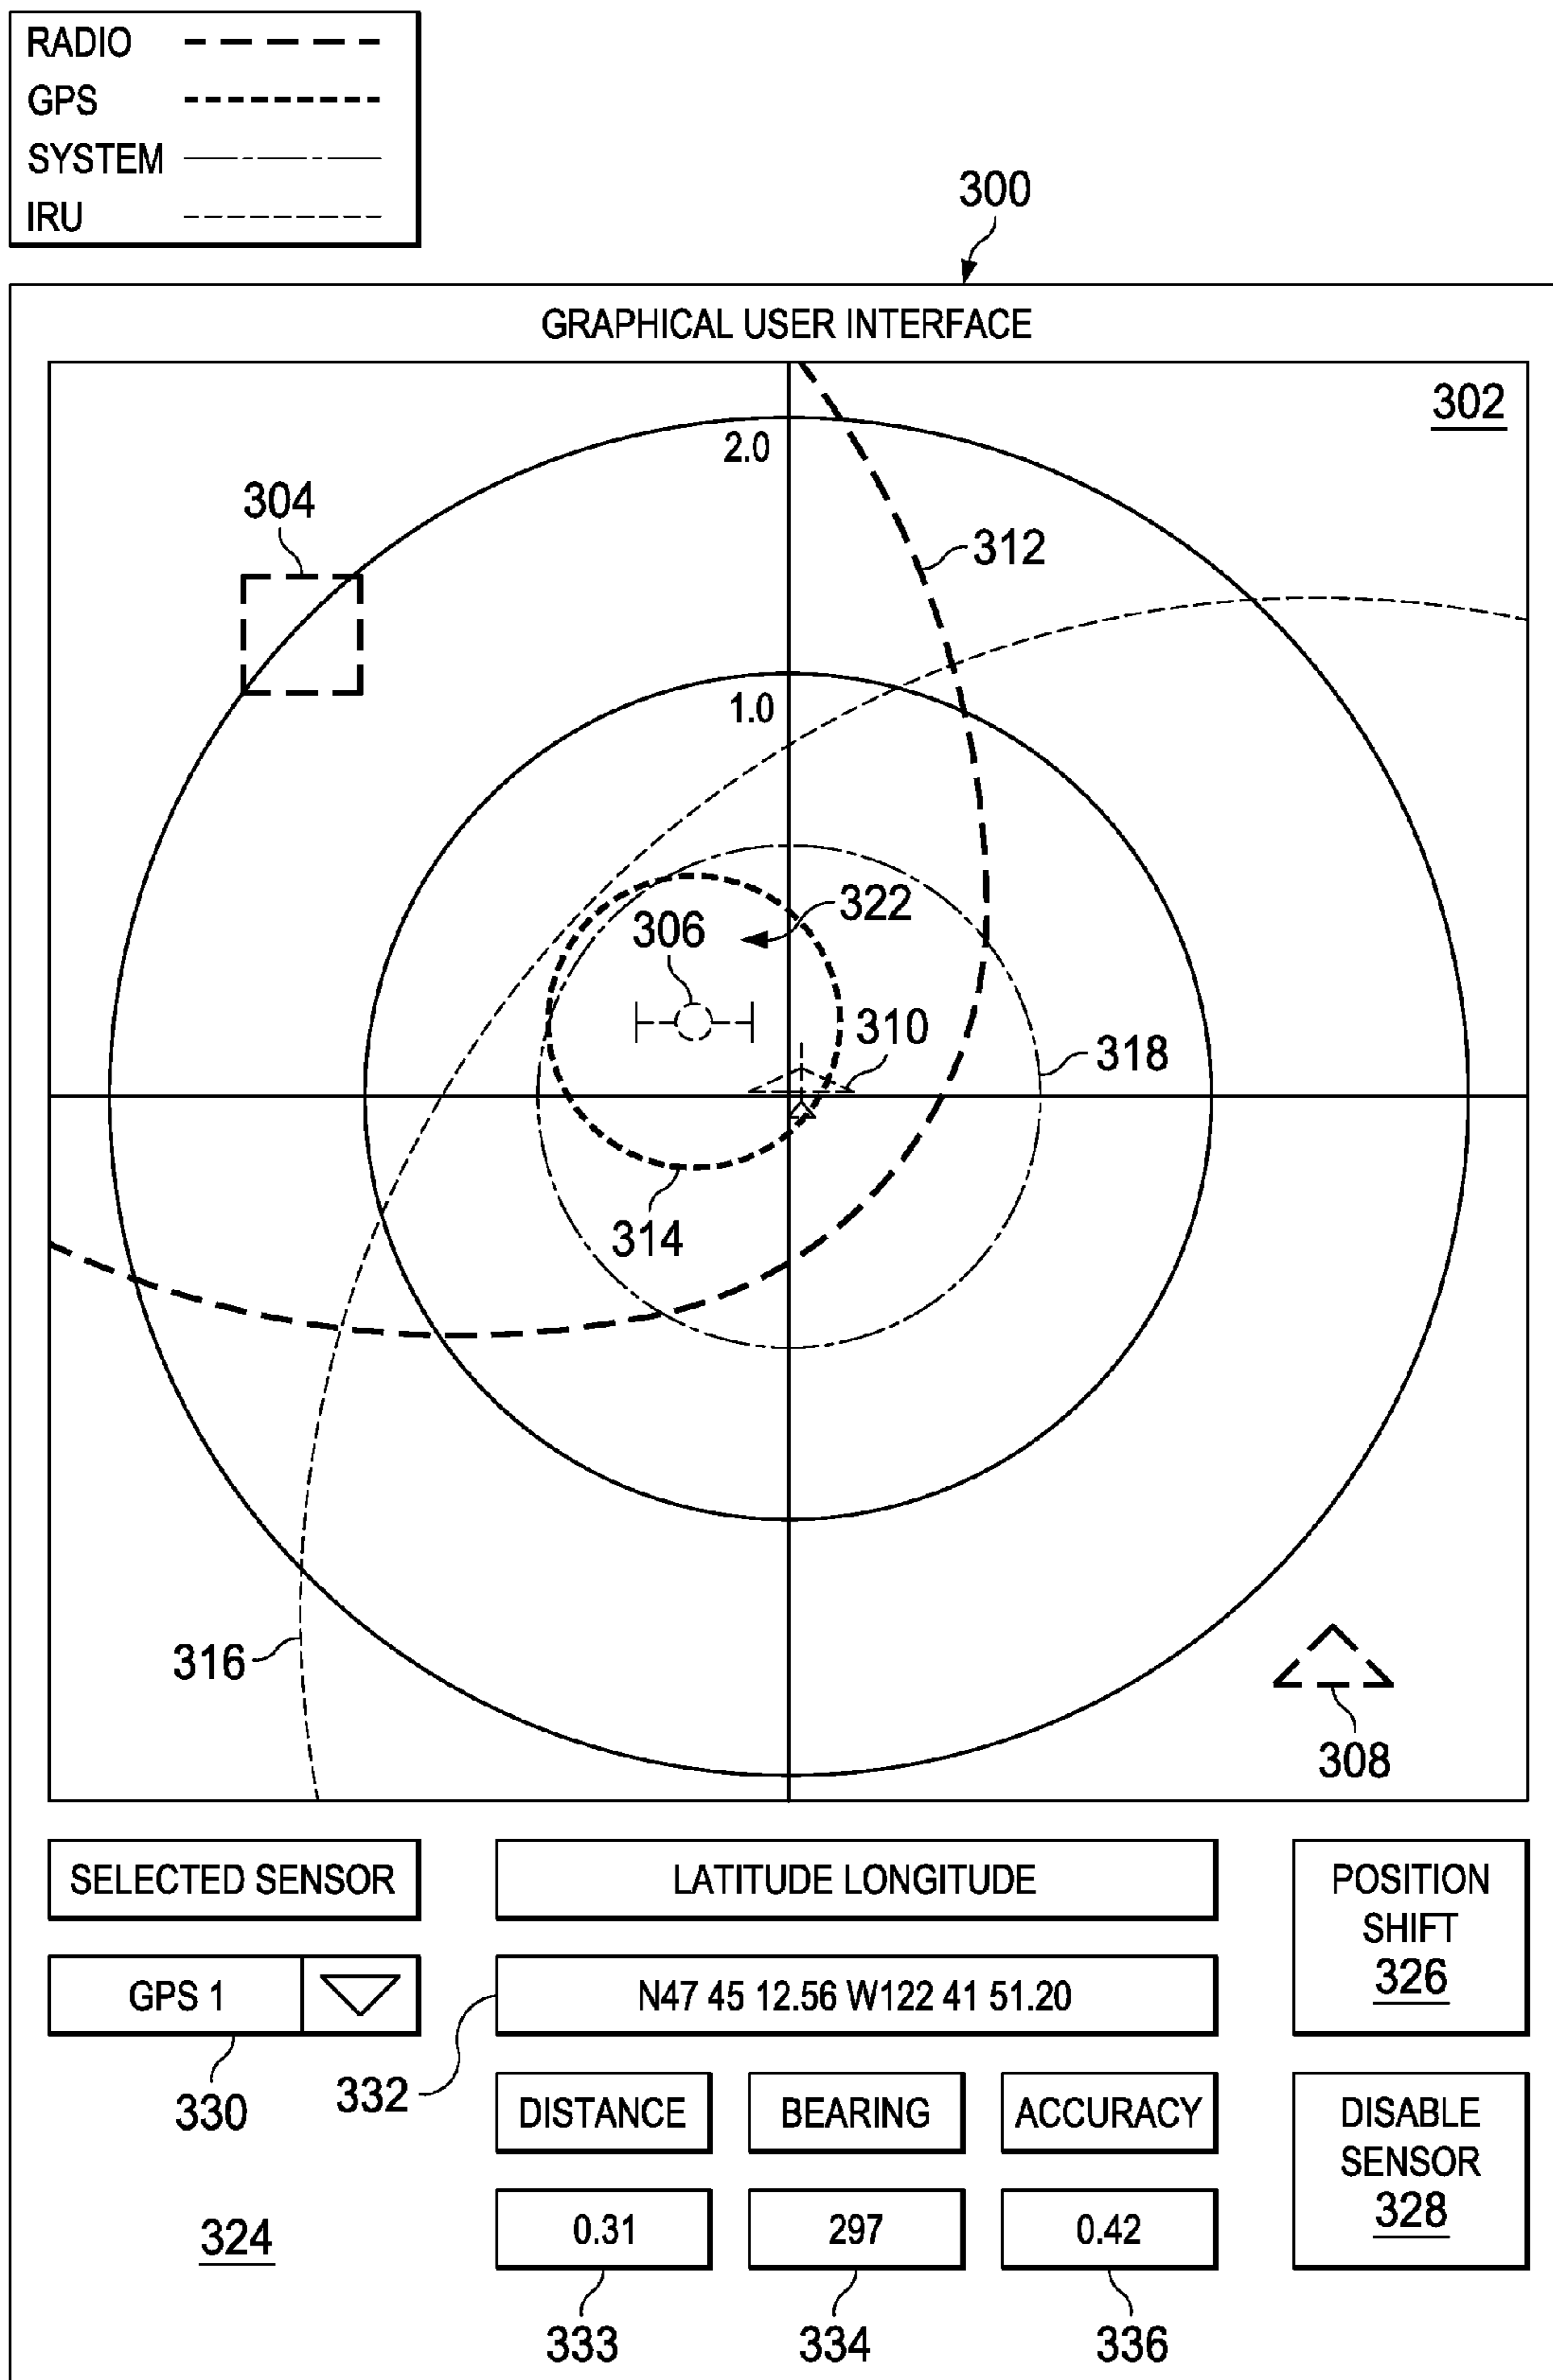 RADIO
GPS
SYSTEM
IRU
300
GRAPHICAL USER INTERFACE
302
2.0
304
312
1.0
322
306
310
318
314
316
308
SELECTED SENSOR
LATITUDE LONGITUDE
POSITION
SHIFT
326
GPS 1
N47 45 12.56 W122 41 51.20
330
332
DISTANCE
BEARING
ACCURACY
DISABLE
SENSOR
328
324
0.31
297
0.42
333
334
336